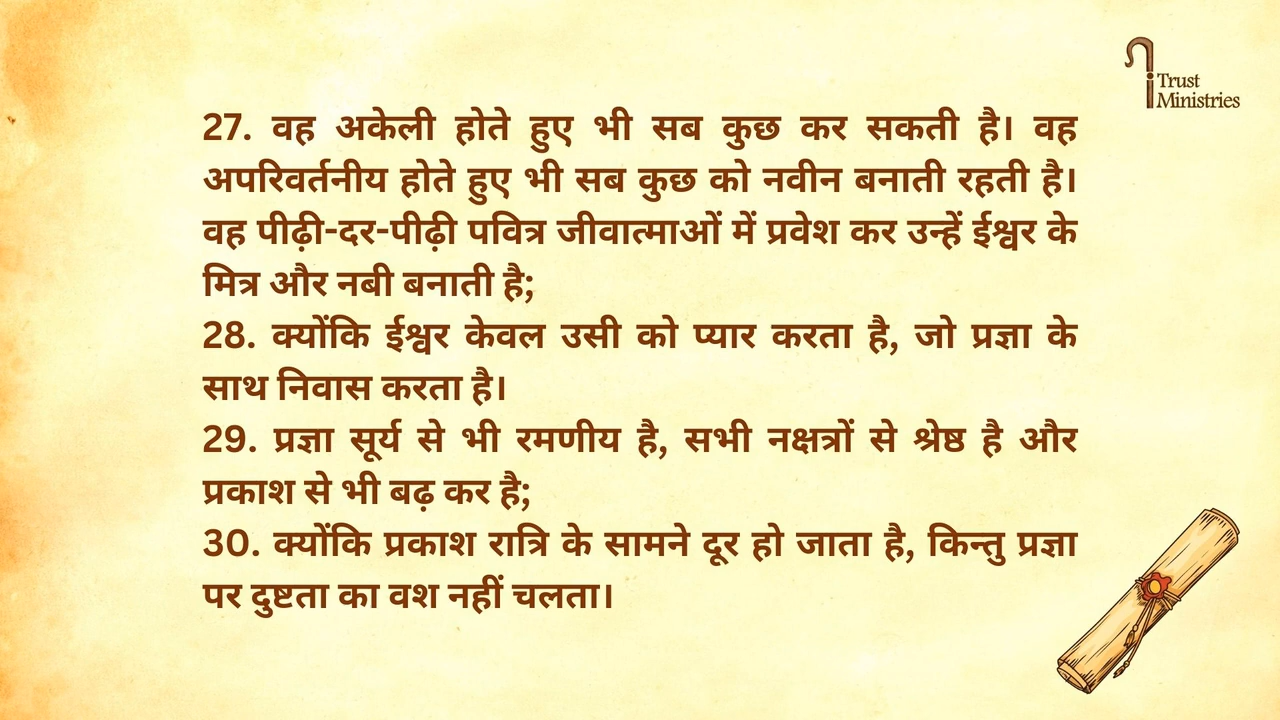 Trust
Ministries
27. वह अकेली होते हुए भी सब कुछ कर सकती है। वह
अपरिवर्तनीय होते हुए भी सब कुछ को नवीन बनाती रहती है।
वह पीढ़ी-दर-पीढ़ी पवित्र जीवात्माओं में प्रवेश कर उन्हें ईश्वर के
मित्र और नबी बनाती है;
28. क्योंकि ईश्वर केवल उसी को प्यार करता है, जो प्रज्ञा के
साथ निवास करता है।
29. प्रज्ञा सूर्य से भी रमणीय है, सभी नक्षत्रों से श्रेष्ठ है और
प्रकाश से भी बढ़ कर है;
30. क्योंकि प्रकाश रात्रि के सामने दूर हो जाता है, किन्तु प्रज्ञा
पर दुष्टता का वश नहीं चलता।